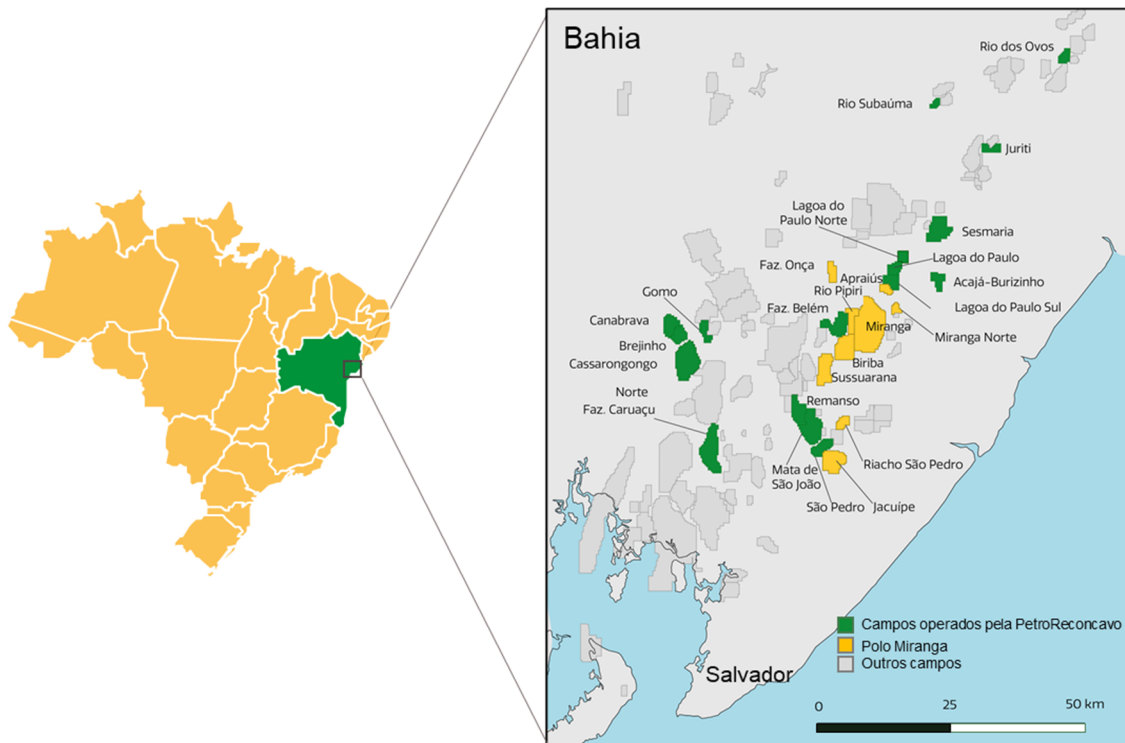 Bahia
Rio dos Ovos
Rio Subaúma
Juriti
Lagoa do
Paulo Norte
Sesmaria
Lagoa do Paulo
Faz. Onça
Apraiús
Acajá-Burizinho
Rio Pipiri
Gomo
Lagoa do Paulo Sul
Faz. Belém
Canabrava
Miranga
Miranga Norte
Brejinho
Cassarongongo
Biriba
Sussuarana
Norte
Faz. Caruaçu
Remanso
Riacho São Pedro
Mata de
São João
São Pedro
Jacuípe
Campos operados pela PetroReconcavo
Polo Miranga
Outros campos
Salvador
0 25 50 km